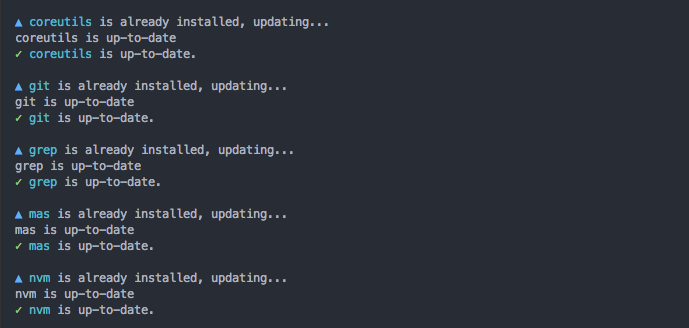 ▲ coreutils is already installed, updating...
coreutils is up-to-date
✓ coreutils is up-to-date.
▲ git is already installed, updating...
git is up-to-date
✓ git is up-to-date.
▲ grep is already installed, updating...
grep is up-to-date
✓ grep is up-to-date.
▲ mas is already installed, updating...
mas is up-to-date
✓ mas is up-to-date.
▲ nvm is already installed, updating...
nvm is up-to-date
✓ nvm is up-to-date.